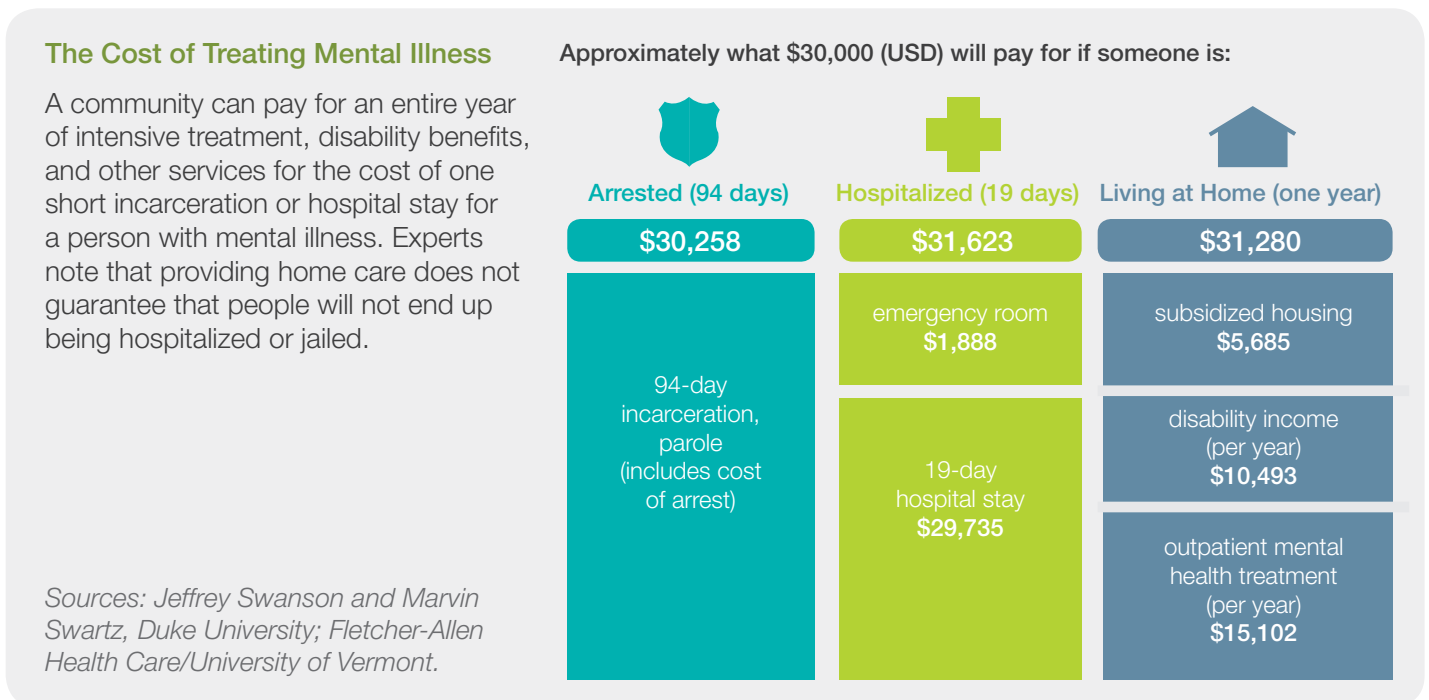 The Cost of Treating Mental Illness
A community can pay for an entire year
of intensive treatment, disability benefits,
and other services for the cost of one
short incarceration or hospital stay for
a person with mental illness. Experts
note that providing home care does not
guarantee that people will not end up
being hospitalized or jailed.
Sources: Jeffrey Swanson and Marvin
Swartz, Duke University; Fletcher-Allen
Health Care/University of Vermont.
Approximately what $30,000 (USD) will pay for if someone is:
Arrested (94 days)
$30,258
94-day
incarceration,
parole
(includes cost
of arrest)
Hospitalized (19 days)
$31,623
emergency room
$1,888
19-day
hospital stay
$29,735
Living at Home (one year)
$31,280
subsidized housing
$5,685
disability income
(per year)
$10,493
outpatient mental
health treatment
(per year)
$15,102